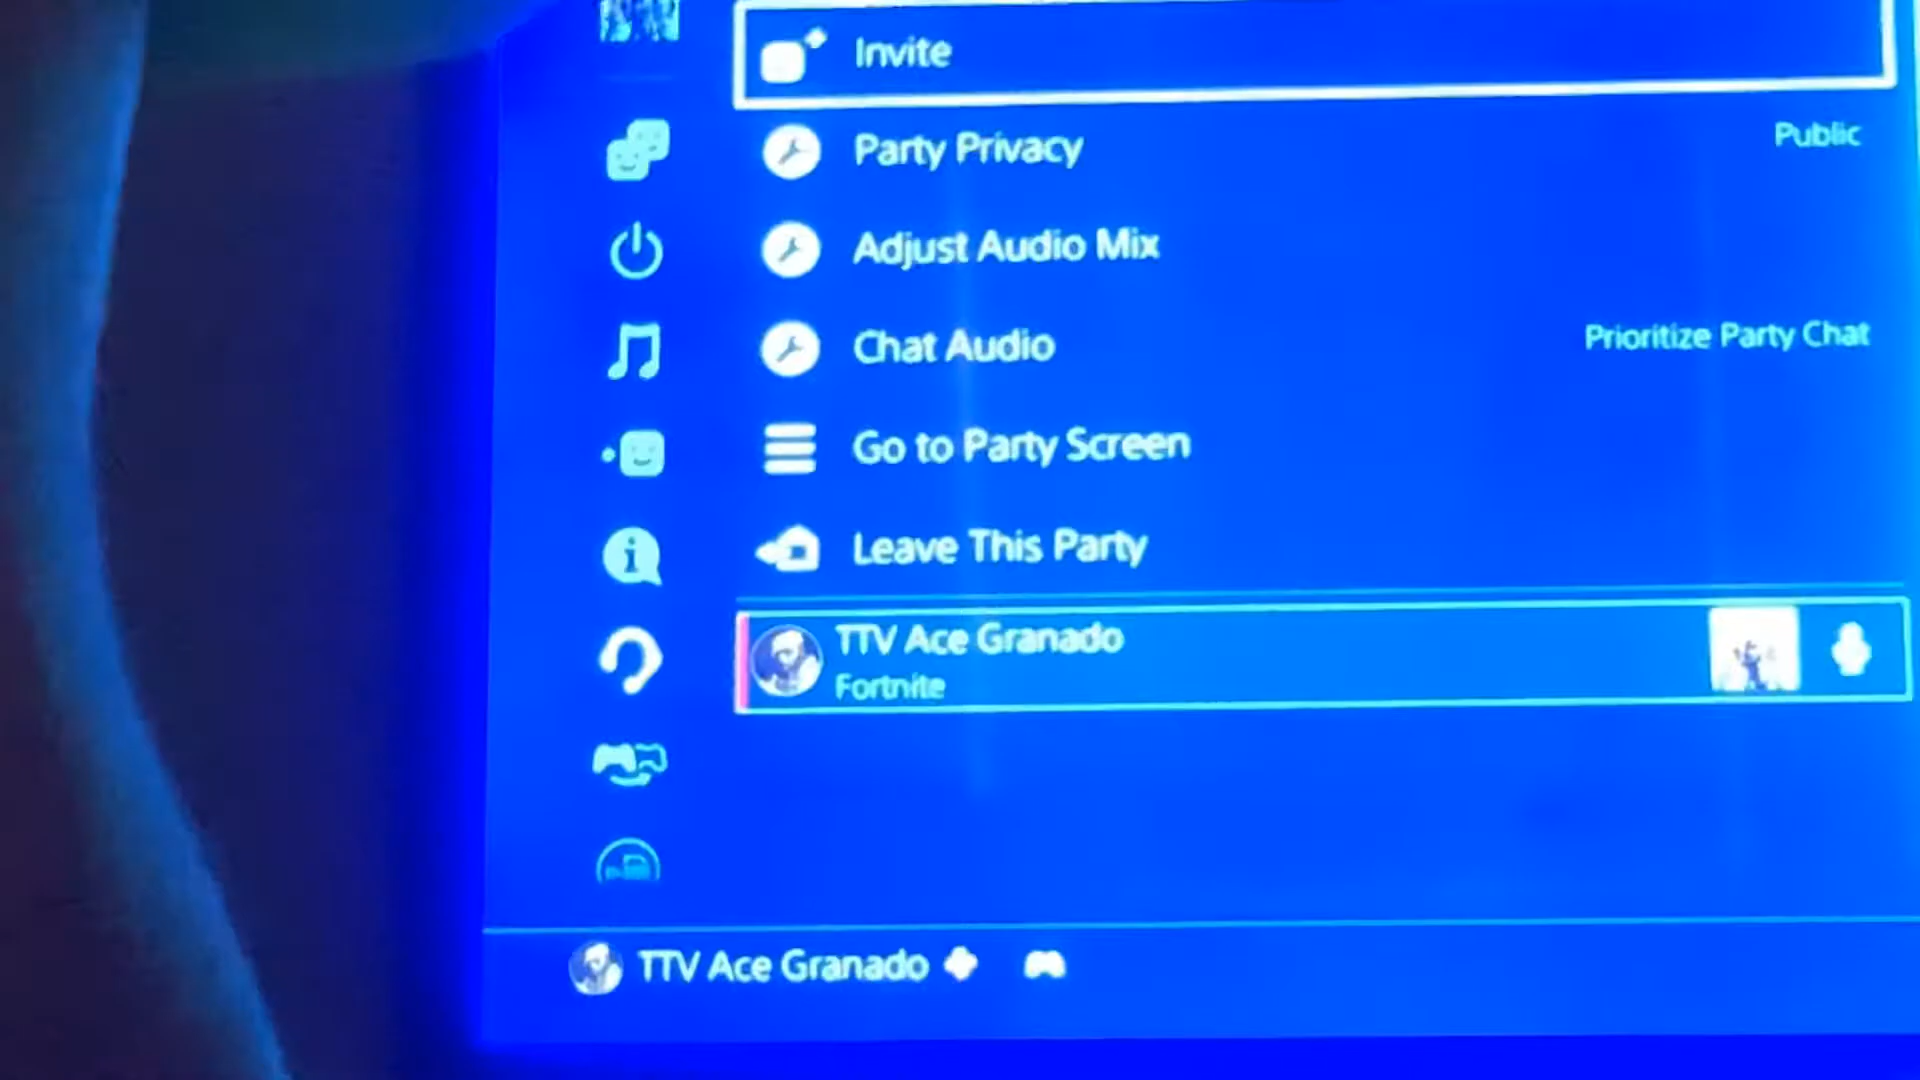 Invite
Party Privacy
Public
Adjust Audio Mix
Chat Audio
Prioritize Party Chat
Go to Party Screen
Leave This Party
TTV Ace Granado
Fortnite
TTV Ace Granado